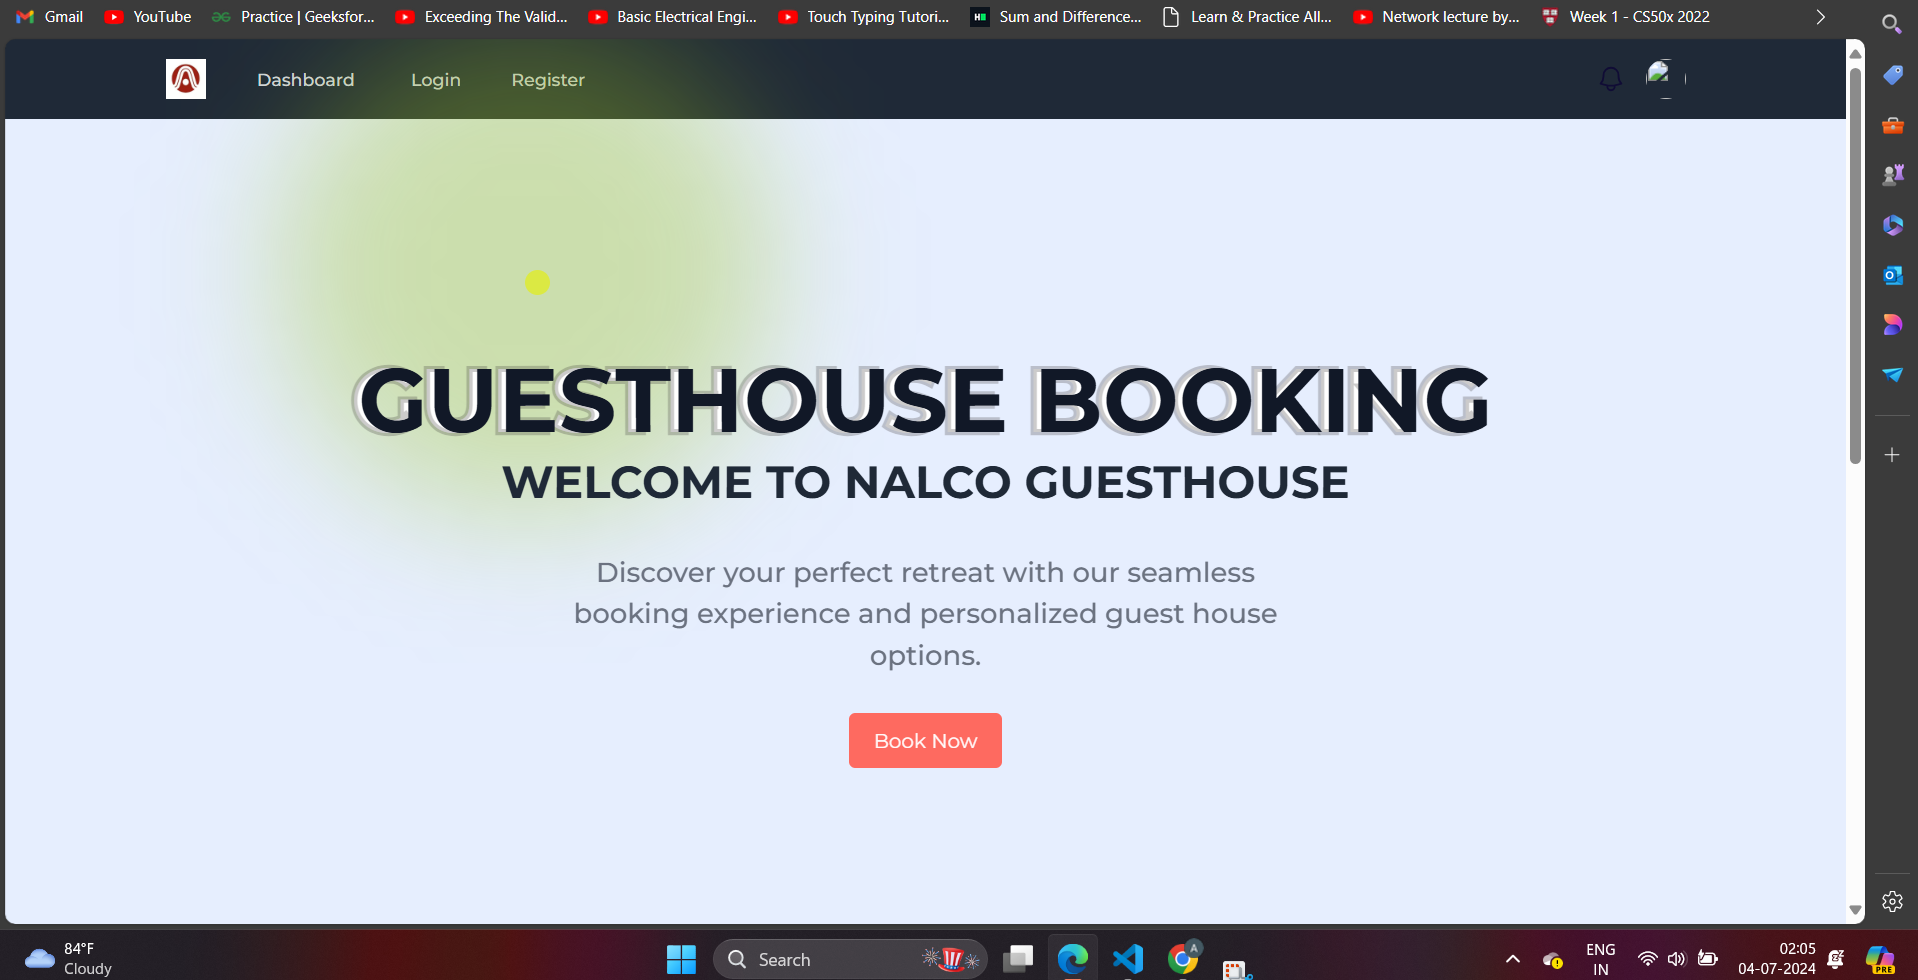 Gmail YouTube Practice | Geeksfor... Exceeding The Valid... Basic Electrical Engi... Touch Typing Tutori... Sum and Difference... Learn & Practice All... Network lecture by... Week 1 - CS50x 2022
Dashboard Login Register
GUESTHOUSE BOOKING
WELCOME TO NALCO GUESTHOUSE
Discover your perfect retreat with our seamless
booking experience and personalized guest house
options.
Book Now
84°F
Cloudy
Search
A
ENG
IN
02:05
04-07-2024
PRE